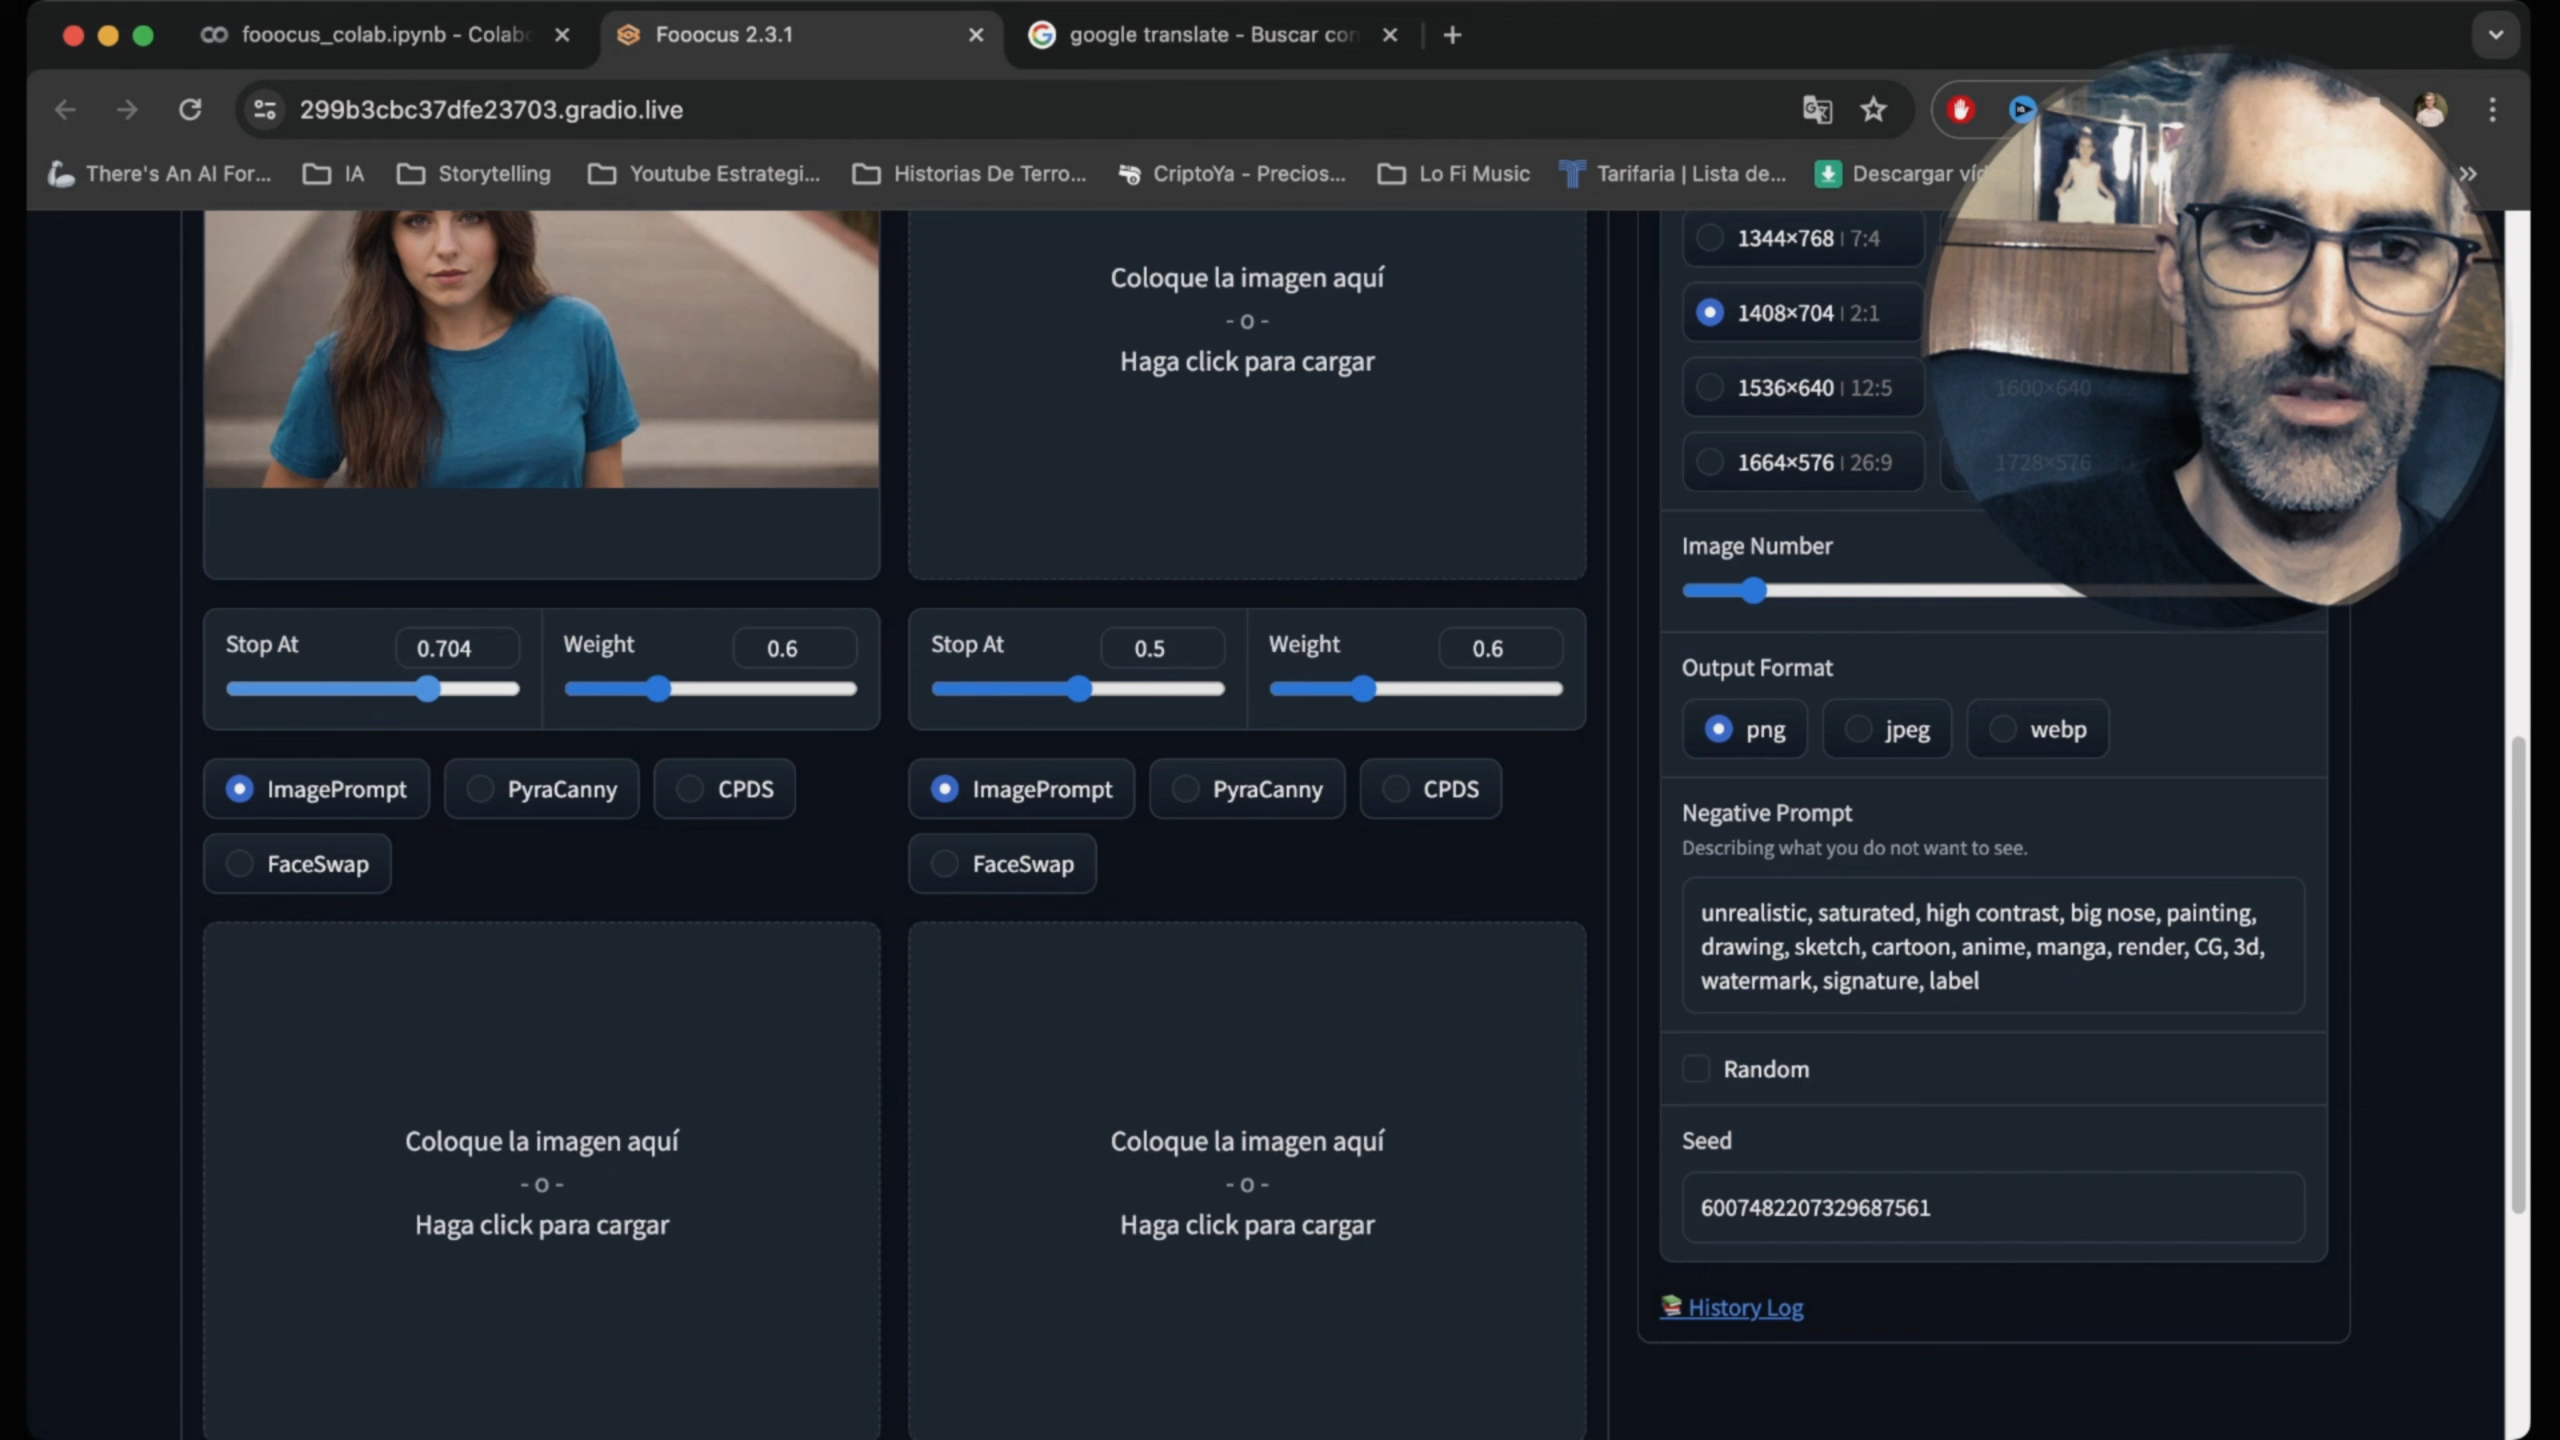 fooocus_colab.ipynb - Colab
Fooocus 2.3.1
google translate - Buscar con
299b3cbc37dfe23703.gradio.live
There's An AI For...
IA
Storytelling
Youtube Estrategi...
Historias De Terro...
CriptoYa - Precios...
Lo Fi Music
Tarifaria | Lista de...
Descargar víd
Coloque la imagen aquí
- o -
Haga click para cargar
1344×768 | 7:4
1408×704 | 2:1
1536×640 | 12:5
1600×640
1664×576 | 26:9
1728×576
Image Number
Stop At
0.704
Weight
0.6
Stop At
0.5
Weight
0.6
ImagePrompt
PyraCanny
CPDS
FaceSwap
ImagePrompt
PyraCanny
CPDS
FaceSwap
Output Format
png
jpeg
webp
Negative Prompt
Describing what you do not want to see.
unrealistic, saturated, high contrast, big nose, painting,
drawing, sketch, cartoon, anime, manga, render, CG, 3d,
watermark, signature, label
Random
Seed
6007482207329687561
Coloque la imagen aquí
- o -
Haga click para cargar
Coloque la imagen aquí
- o -
Haga click para cargar
History Log